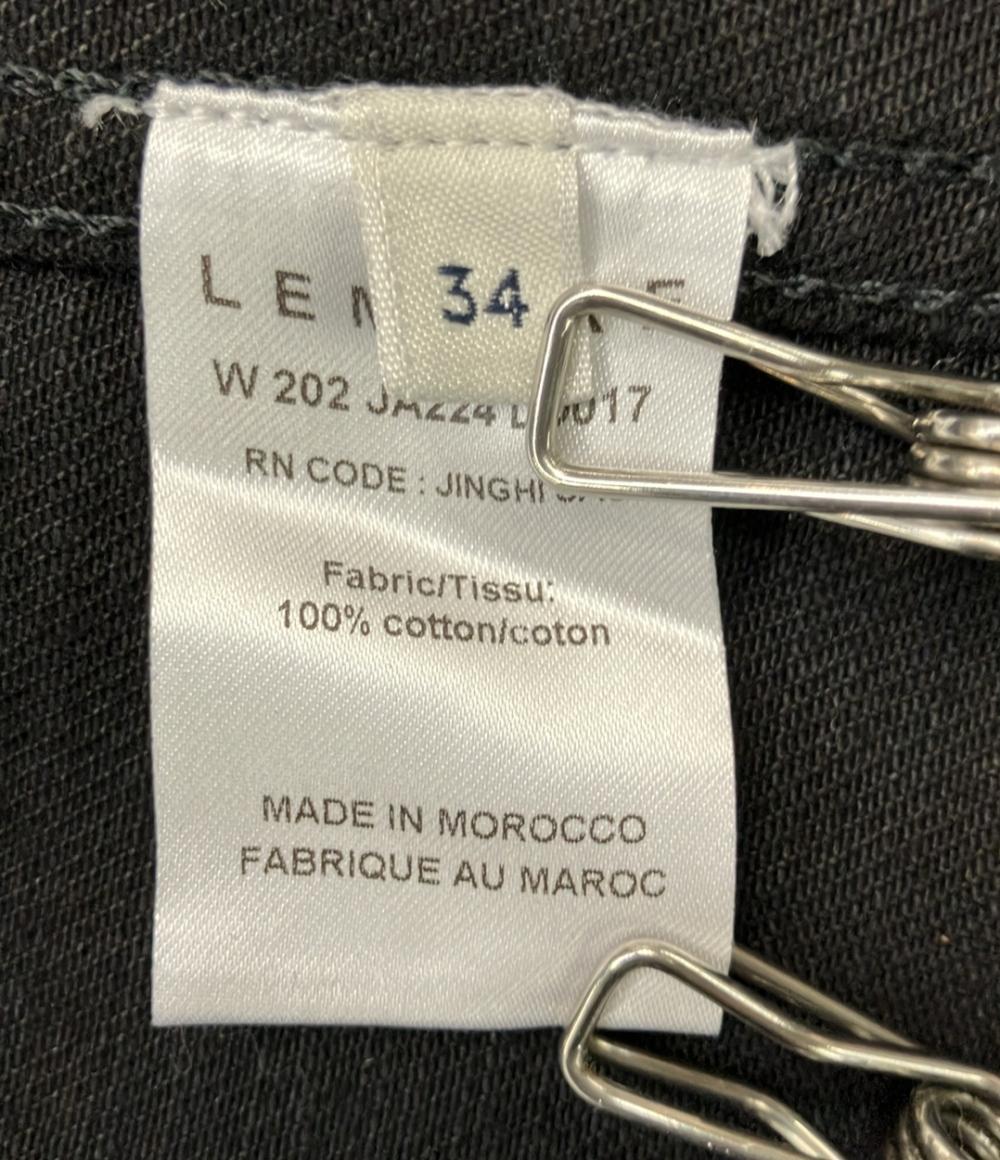 34
W 202
RN CODE : JINGHI
Fabric/Tissu:
100% cotton/coton
MADE IN MOROCCO
FABRIQUE AU MAROC